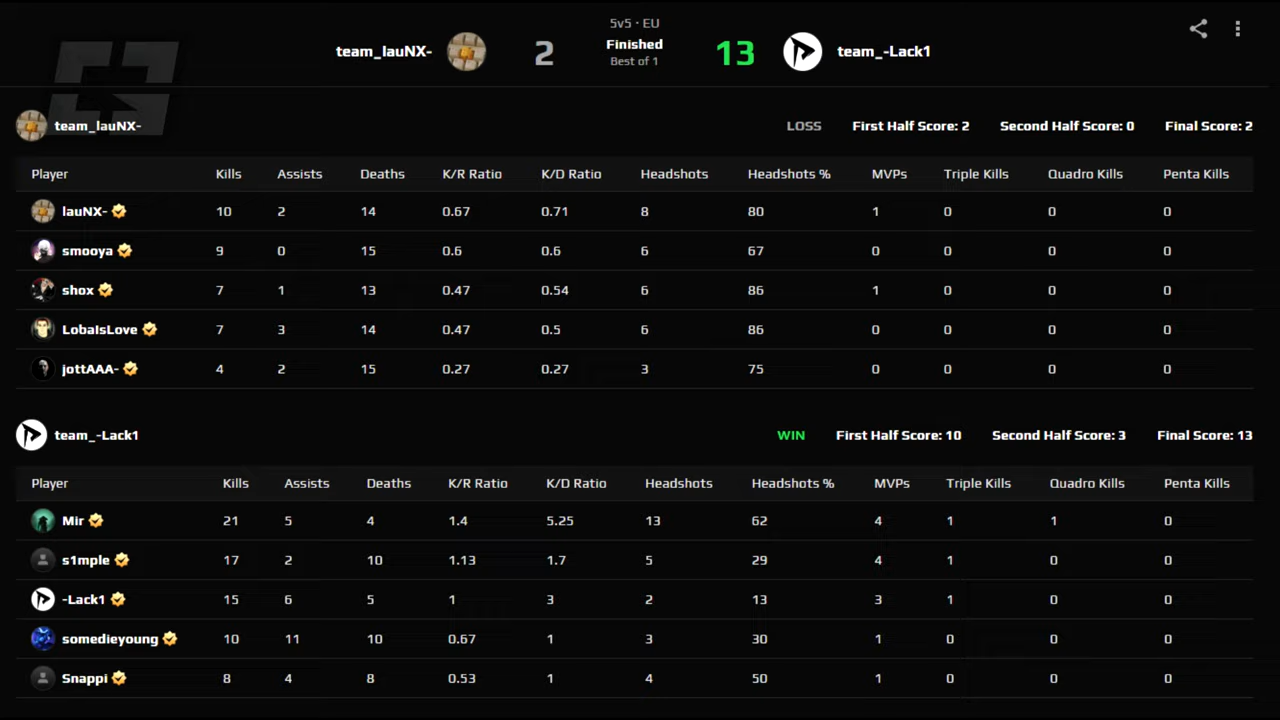 5v5 · EU
team_lauNX- 2 Finished 13 team_-Lack1
Best of 1
team_lauNX- LOSS First Half Score: 2 Second Half Score: 0 Final Score: 2
Player Kills Assists Deaths K/R Ratio K/D Ratio Headshots Headshots % MVPs Triple Kills Quadro Kills Penta Kills
lauNX- 10 2 14 0.67 0.71 8 80 1 0 0 0
smooya 9 0 15 0.6 0.6 6 67 0 0 0 0
shox 7 1 13 0.47 0.54 6 86 1 0 0 0
LobaIsLove 7 3 14 0.47 0.5 6 86 0 0 0 0
jottAAA- 4 2 15 0.27 0.27 3 75 0 0 0 0
team_-Lack1 WIN First Half Score: 10 Second Half Score: 3 Final Score: 13
Player Kills Assists Deaths K/R Ratio K/D Ratio Headshots Headshots % MVPs Triple Kills Quadro Kills Penta Kills
Mir 21 5 4 1.4 5.25 13 62 4 1 1 0
s1mple 17 2 10 1.13 1.7 5 29 4 1 0 0
-Lack1 15 6 5 1 3 2 13 3 1 0 0
somedieyoung 10 11 10 0.67 1 3 30 1 0 0 0
Snappi 8 4 8 0.53 1 4 50 1 0 0 0